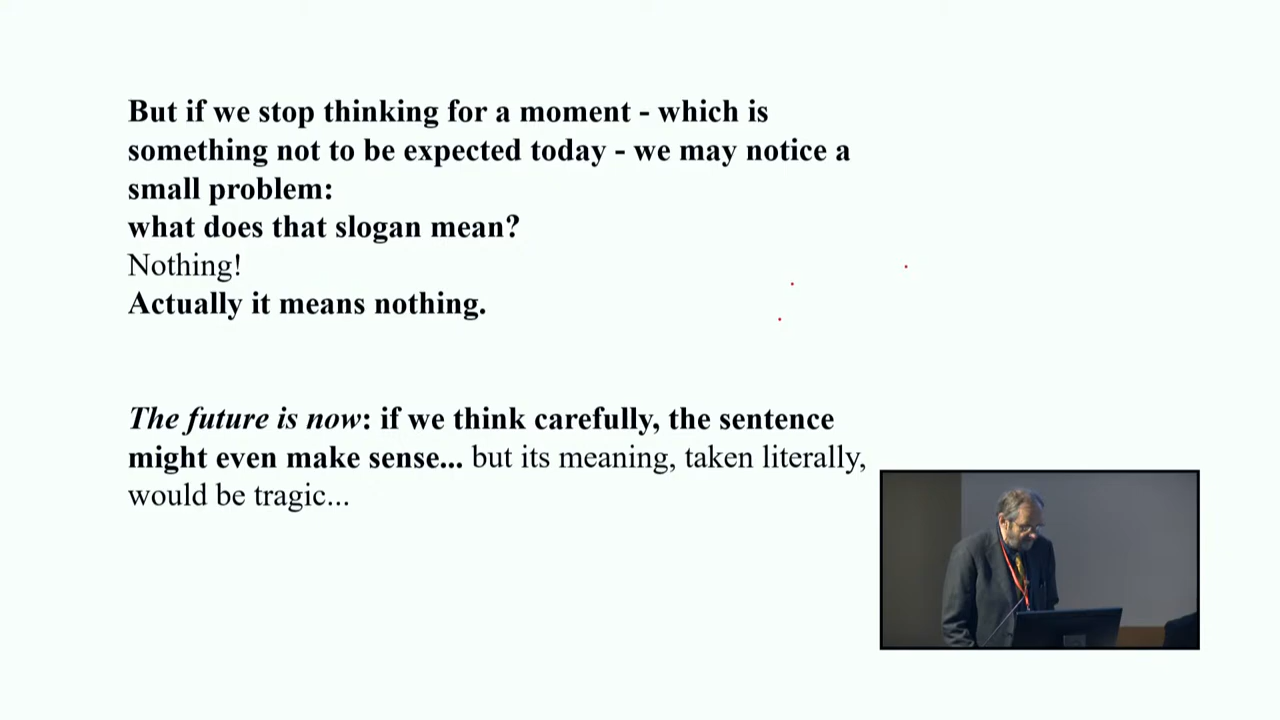 But if we stop thinking for a moment - which is
something not to be expected today - we may notice a
small problem:
what does that slogan mean?
Nothing!
Actually it means nothing.
The future is now: if we think carefully, the sentence
might even make sense... but its meaning, taken literally,
would be tragic...